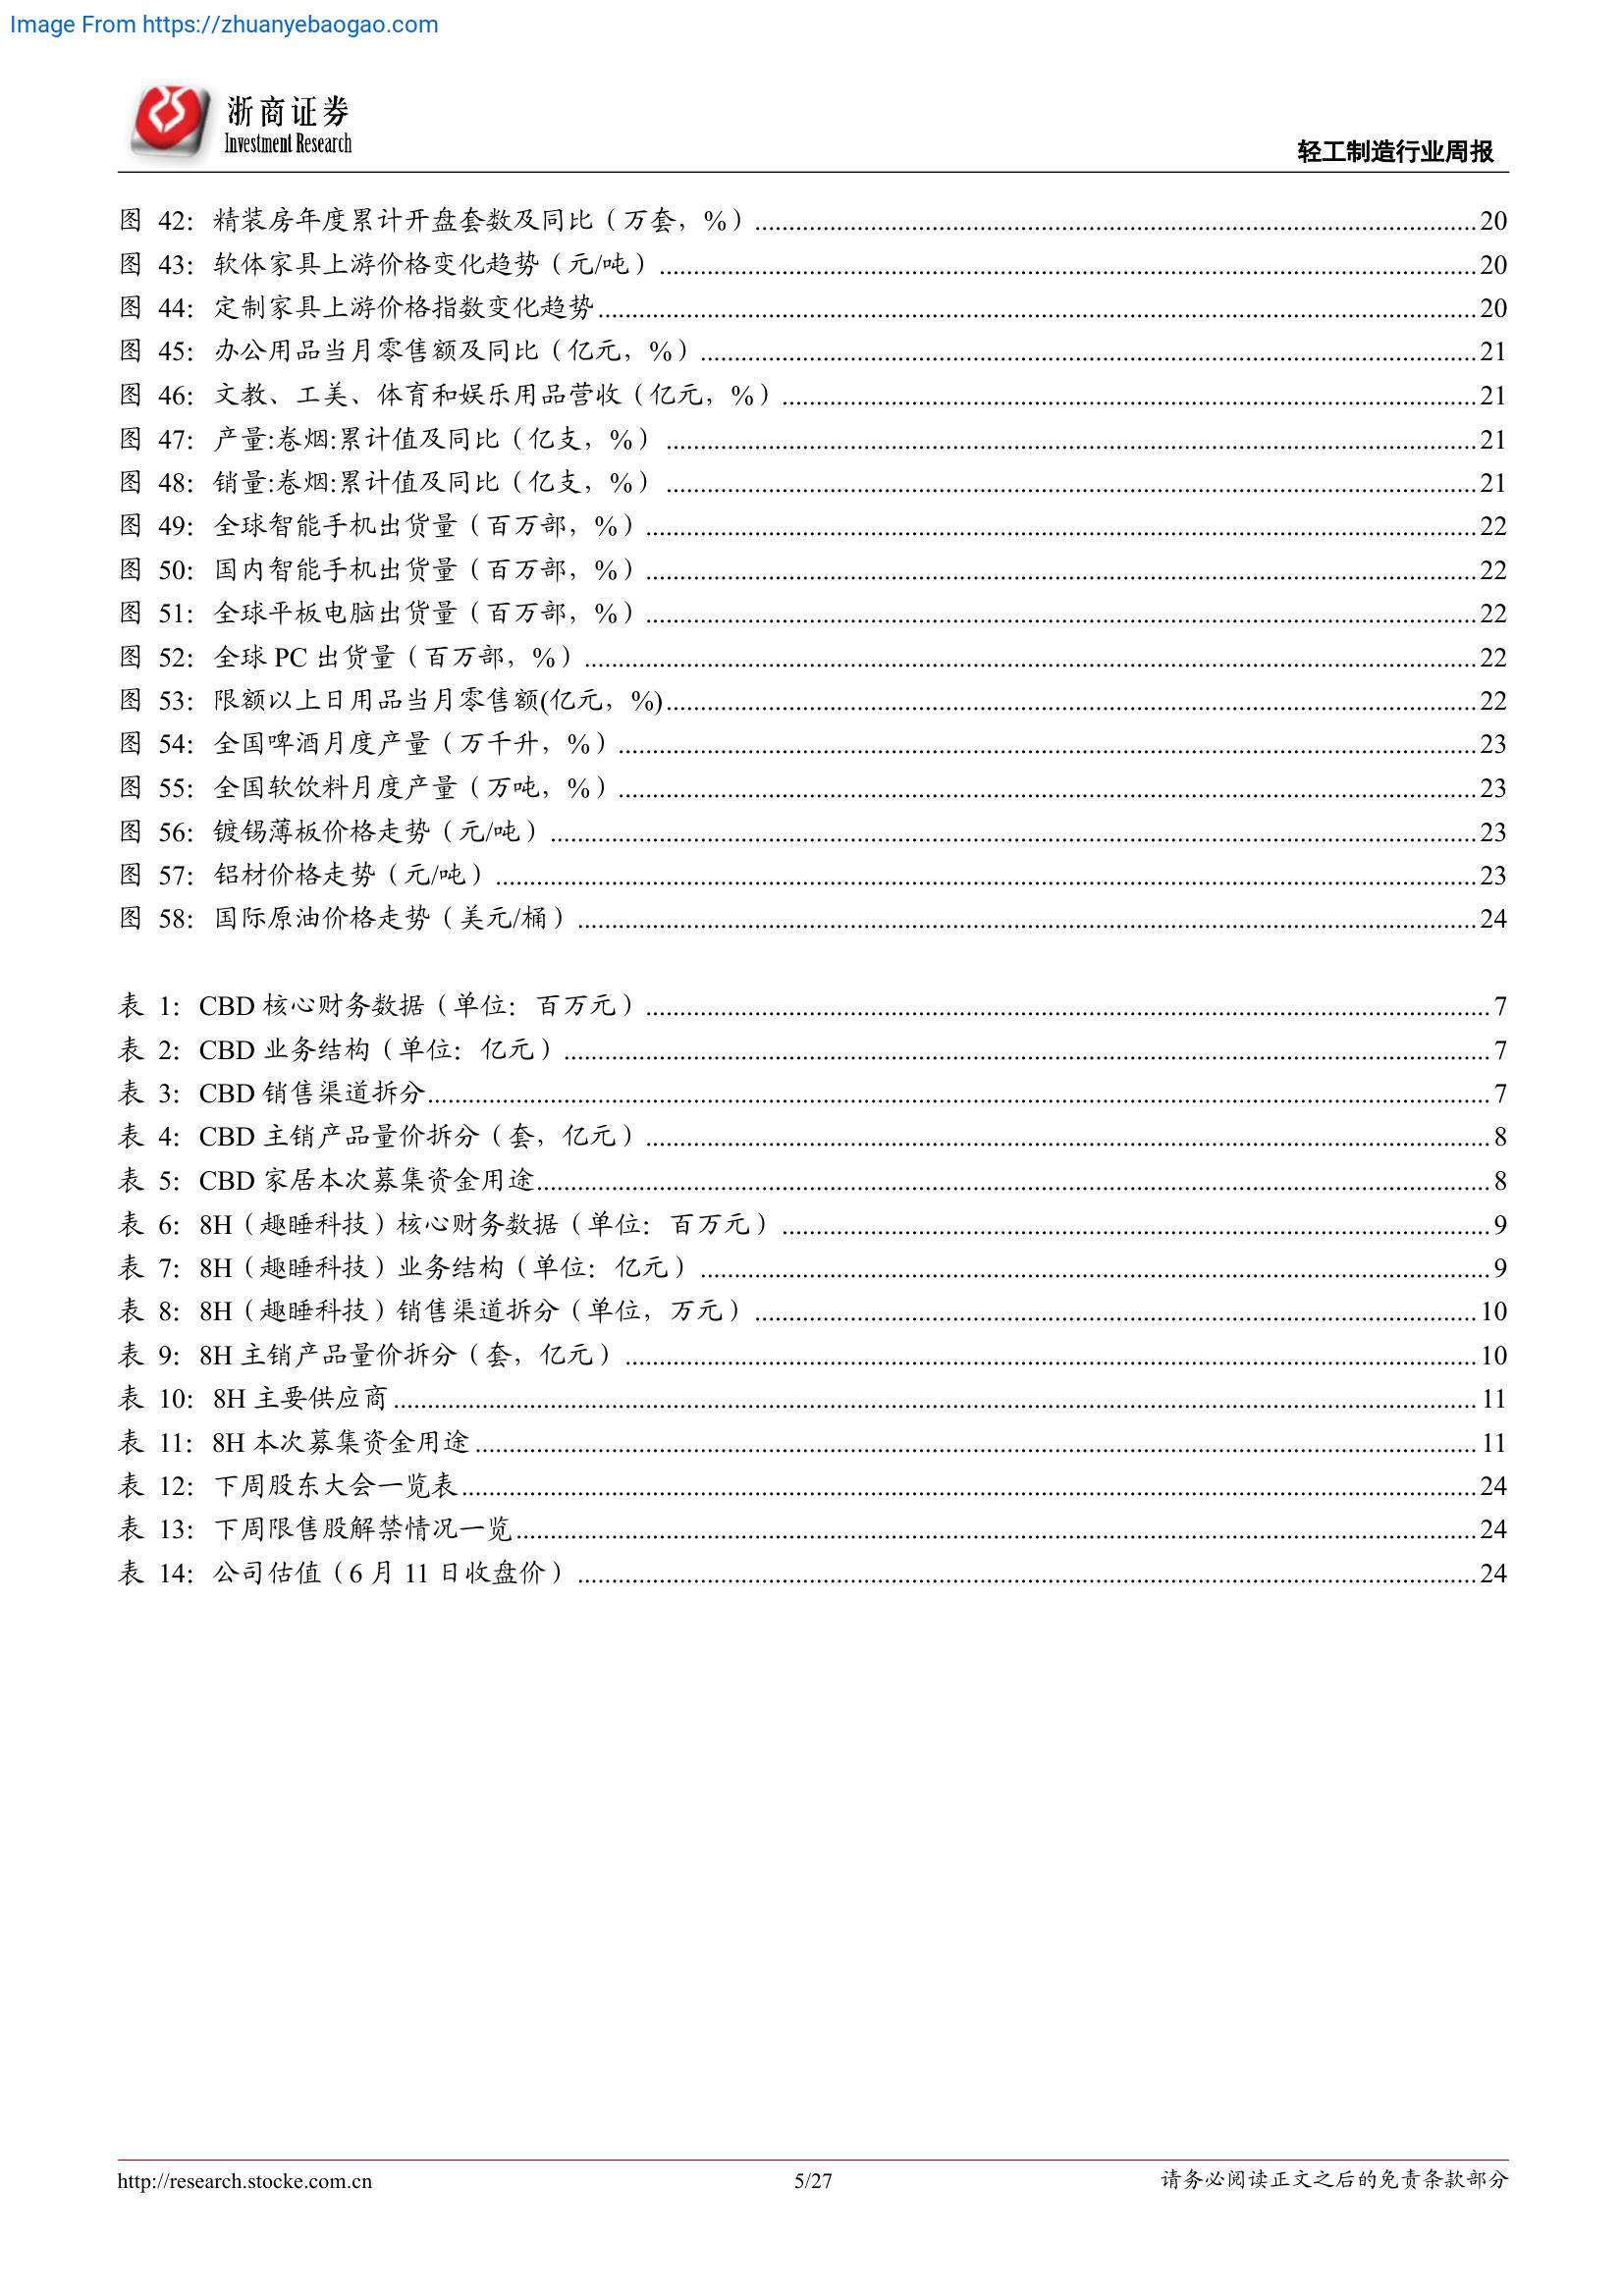 Image From https://zhuanyebaogao.com
浙商证券
Investment Research
轻工制造行业周报
图 42：精装房年度累计开盘套数及同比（万套，%）20
图 43：软体家具上游价格变化趋势（元/吨）20
图 44：定制家具上游价格指数变化趋势20
图 45：办公用品当月零售额及同比（亿元，%）21
图 46：文教、工美、体育和娱乐用品营收（亿元，%）21
图 47：产量:卷烟:累计值及同比（亿支，%）21
图 48：销量:卷烟:累计值及同比（亿支，%）21
图 49：全球智能手机出货量（百万部，%）22
图 50：国内智能手机出货量（百万部，%）22
图 51：全球平板电脑出货量（百万部，%）22
图 52：全球 PC 出货量（百万部，%）22
图 53：限额以上日用品当月零售额(亿元，%)22
图 54：全国啤酒月度产量（万千升，%）23
图 55：全国软饮料月度产量（万吨，%）23
图 56：镀锡薄板价格走势（元/吨）23
图 57：铝材价格走势（元/吨）23
图 58：国际原油价格走势（美元/桶）24
表 1：CBD 核心财务数据（单位：百万元）7
表 2：CBD 业务结构（单位：亿元）7
表 3：CBD 销售渠道拆分7
表 4：CBD 主销产品量价拆分（套，亿元）8
表 5：CBD 家居本次募集资金用途8
表 6：8H（趣睡科技）核心财务数据（单位：百万元）9
表 7：8H（趣睡科技）业务结构（单位：亿元）9
表 8：8H（趣睡科技）销售渠道拆分（单位，万元）10
表 9：8H 主销产品量价拆分（套，亿元）10
表 10：8H 主要供应商11
表 11：8H 本次募集资金用途11
表 12：下周股东大会一览表24
表 13：下周限售股解禁情况一览24
表 14：公司估值（6 月 11 日收盘价）24
http://research.stocke.com.cn
5/27
请务必阅读正文之后的免责条款部分